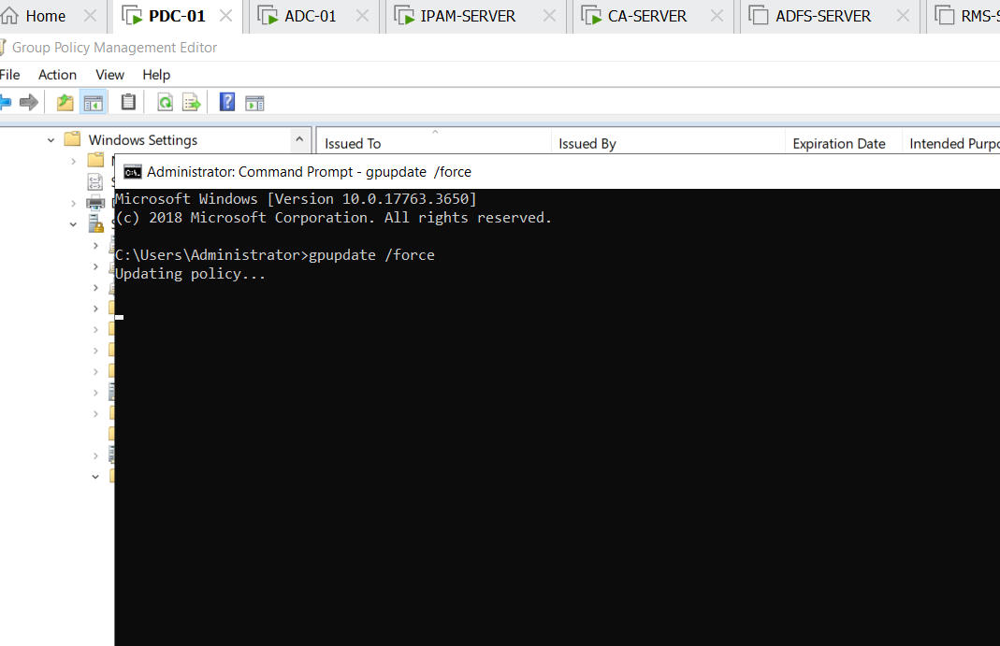 Home PDC-01 ADC-01 IPAM-SERVER CA-SERVER ADFS-SERVER
Group Policy Management Editor
File Action View Help
Windows Settings
Issued To Issued By Expiration Date Intended
Administrator: Command Prompt - gpupdate /force
Microsoft Windows [Version 10.0.17763.3650]
(c) 2018 Microsoft Corporation. All rights reserved.
C:\Users\Administrator>gpupdate /force
Updating policy...